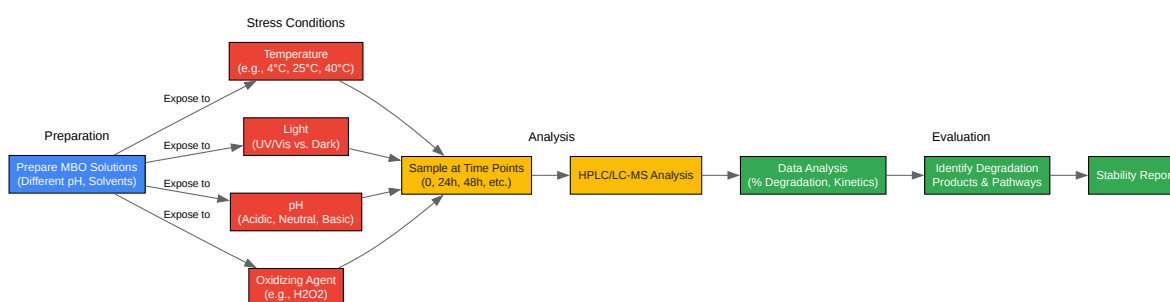 Stress Conditions
Temperature
(e.g., 4°C, 25°C, 40°C)
Expose to
Preparation
Light
(UV/Vis vs. Dark)
Expose to
Analysis
Evaluation
Prepare MBO Solutions
(Different pH, Solvents)
Sample at Time Points
(0, 24h, 48h, etc.)
HPLC/LC-MS Analysis
Data Analysis
(% Degradation, Kinetics)
Identify Degradation
Products & Pathways
Stability Report
Expose to
pH
(Acidic, Neutral, Basic)
Expose to
Oxidizing Agent
(e.g., H2O2)